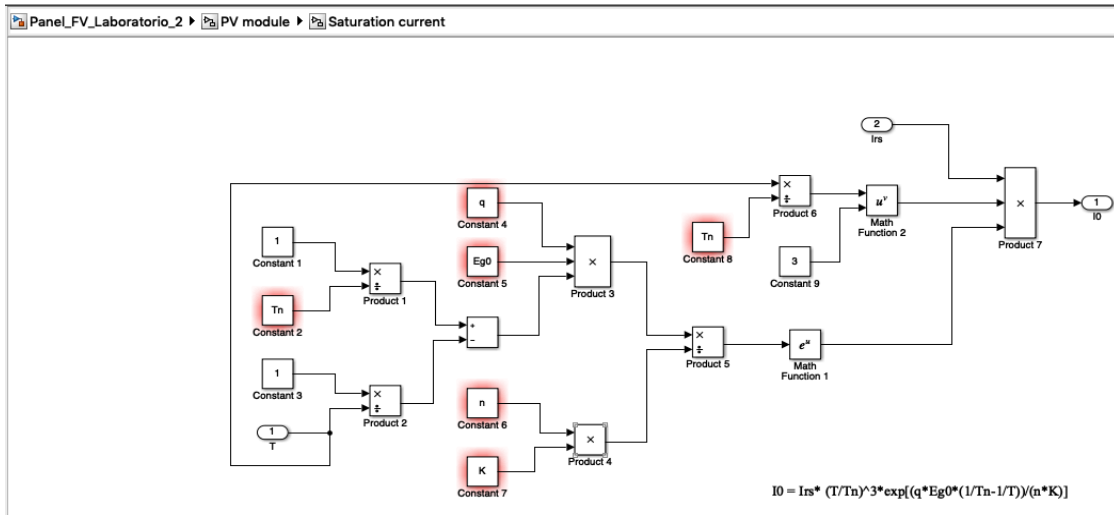 Panel_FV_Laboratorio_2 PV module Saturation current
2
Irs
q
Constant 4
×
÷
Product 6
u^v
Math
Function 2
×
Product 7
1
I0
Tn
Constant 8
1
Constant 1
Eg0
Constant 5
×
Product 3
3
Constant 9
×
÷
Product 1
Tn
Constant 2
+
−
×
÷
Product 5
e^u
Math
Function 1
1
Constant 3
×
÷
Product 2
n
Constant 6
1
T
×
Product 4
K
Constant 7
I0 = Irs* (T/Tn)^3*exp[(q*Eg0*(1/Tn-1/T))/(n*K)]